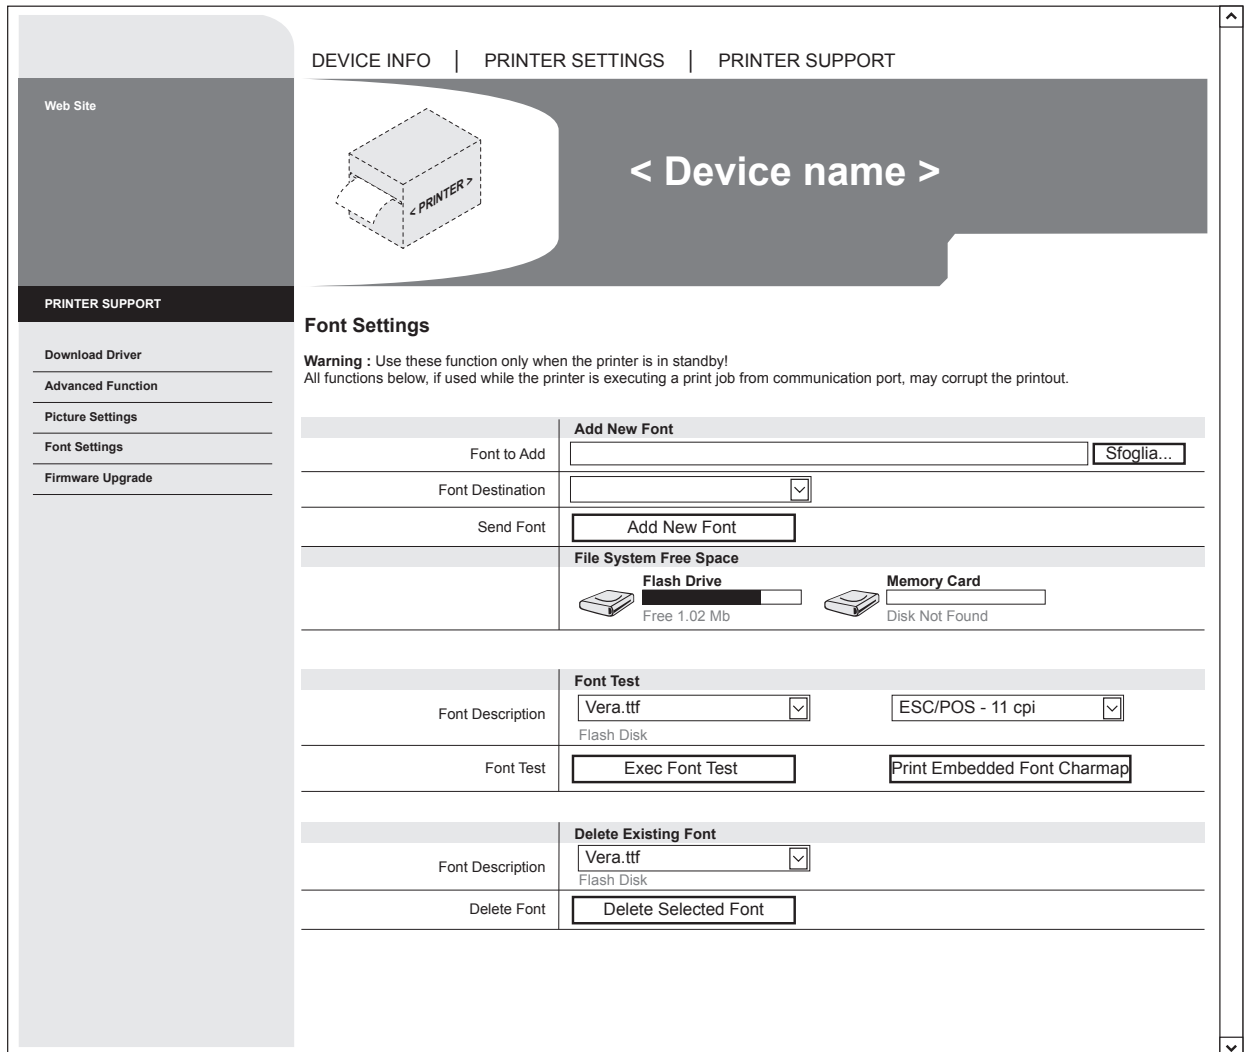 DEVICE INFO | PRINTER SETTINGS | PRINTER SUPPORT
Web Site
< PRINTER >
< Device name >
PRINTER SUPPORT
Download Driver
Advanced Function
Picture Settings
Font Settings
Firmware Upgrade
Font Settings
Warning : Use these function only when the printer is in standby!
All functions below, if used while the printer is executing a print job from communication port, may corrupt the printout.
Add New Font
Font to Add Sfoglia...
Font Destination
Send Font Add New Font
File System Free Space
Flash Drive Memory Card
Free 1.02 Mb Disk Not Found
Font Test
Font Description Vera.ttf ESC/POS - 11 cpi
Flash Disk
Font Test Exec Font Test Print Embedded Font Charmap
Delete Existing Font
Font Description Vera.ttf
Flash Disk
Delete Font Delete Selected Font